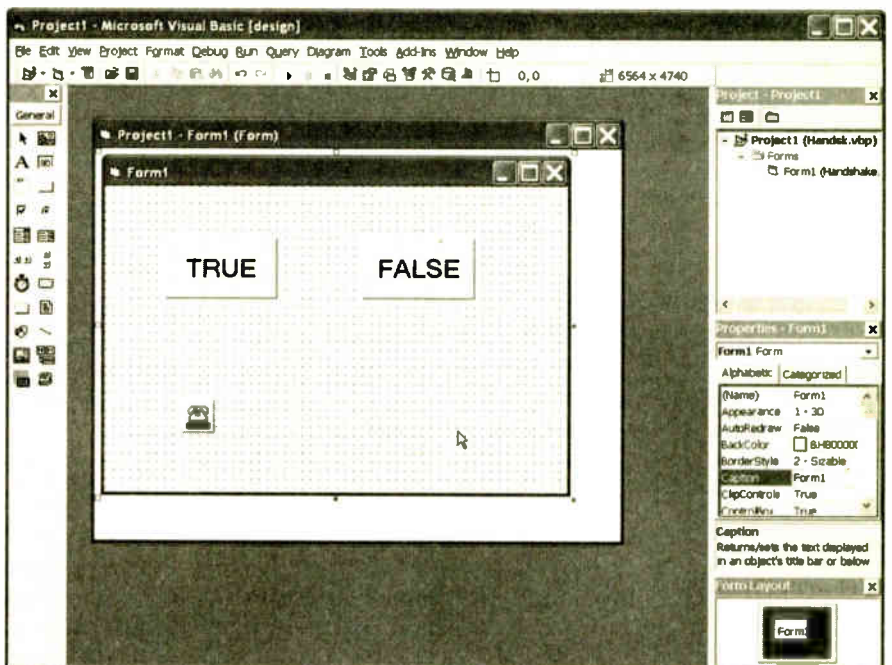 Project1 - Microsoft Visual Basic [design]
File Edit View Project Format Debug Run Query Diagram Tools Add-Ins Window Help
0,0
6564 x 4740
General
Project1 - Form1 (Form)
Form1
TRUE
FALSE
Project - Project1
Project1 (Handsk.vbp)
Forms
Form1 (Handshake.
Properties - Form1
Form1 Form
Alphabetic
Categorized
(Name) Form1
Appearance 1 - 3D
AutoRedraw False
BackColor &H80000
BorderStyle 2 - Sizable
Caption Form1
ClipControls True
ControlBox True
Caption
Returns/sets the text displayed
in an object's title bar or below
Form Layout
Form1